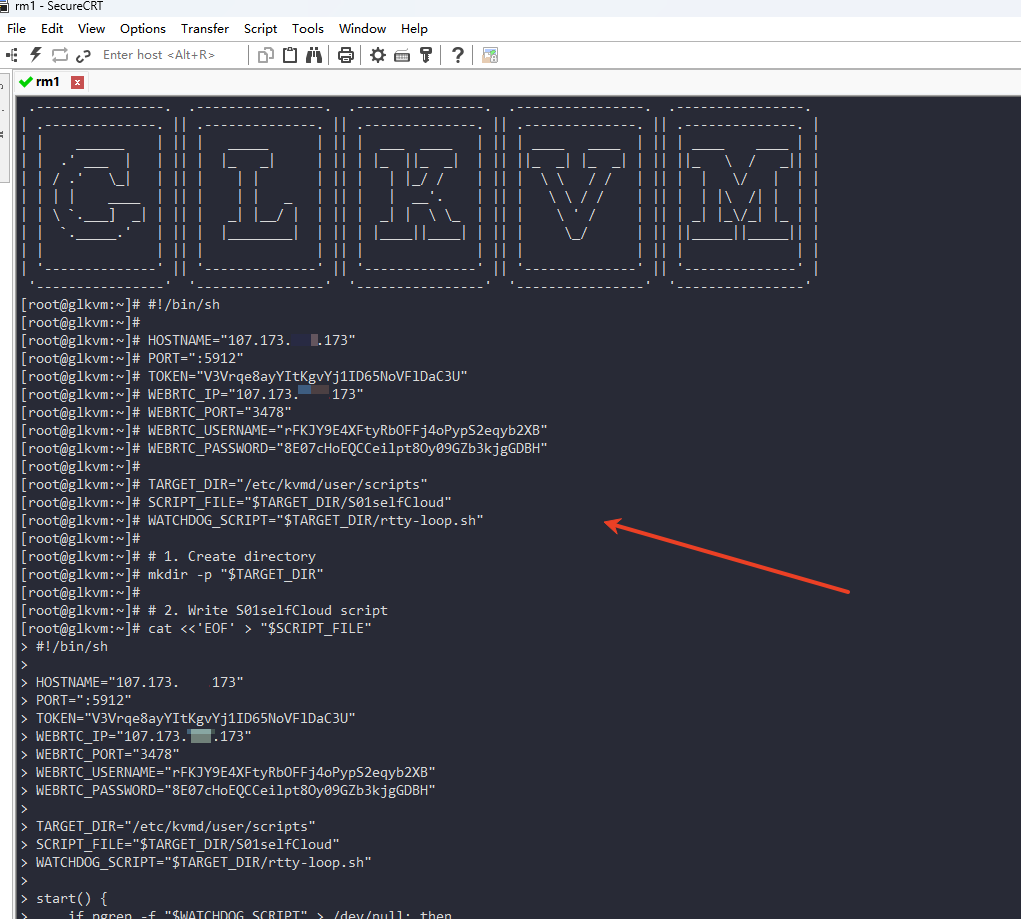 rm1 - SecureCRT
File Edit View Options Transfer Script Tools Window Help
Enter host <Alt+R>
rm1
[root@glkvm:~]# #!/bin/sh
[root@glkvm:~]#
[root@glkvm:~]# HOSTNAME="107.173. .173"
[root@glkvm:~]# PORT=":5912"
[root@glkvm:~]# TOKEN="V3Vrqe8ayYItKgvYj1ID65NoVFlDaC3U"
[root@glkvm:~]# WEBRTC_IP="107.173. 173"
[root@glkvm:~]# WEBRTC_PORT="3478"
[root@glkvm:~]# WEBRTC_USERNAME="rFKJY9E4XFtyRbOFFj4oPypS2eqyb2XB"
[root@glkvm:~]# WEBRTC_PASSWORD="8E07cHoEQCCeilpt8Oy09GZb3kjgGDBH"
[root@glkvm:~]#
[root@glkvm:~]# TARGET_DIR="/etc/kvmd/user/scripts"
[root@glkvm:~]# SCRIPT_FILE="$TARGET_DIR/S01selfCloud"
[root@glkvm:~]# WATCHDOG_SCRIPT="$TARGET_DIR/rtty-loop.sh"
[root@glkvm:~]#
[root@glkvm:~]# # 1. Create directory
[root@glkvm:~]# mkdir -p "$TARGET_DIR"
[root@glkvm:~]#
[root@glkvm:~]# # 2. Write S01selfCloud script
[root@glkvm:~]# cat <<'EOF' > "$SCRIPT_FILE"
> #!/bin/sh
>
> HOSTNAME="107.173. 173"
> PORT=":5912"
> TOKEN="V3Vrqe8ayYItKgvYj1ID65NoVFlDaC3U"
> WEBRTC_IP="107.173. .173"
> WEBRTC_PORT="3478"
> WEBRTC_USERNAME="rFKJY9E4XFtyRbOFFj4oPypS2eqyb2XB"
> WEBRTC_PASSWORD="8E07cHoEQCCeilpt8Oy09GZb3kjgGDBH"
>
> TARGET_DIR="/etc/kvmd/user/scripts"
> SCRIPT_FILE="$TARGET_DIR/S01selfCloud"
> WATCHDOG_SCRIPT="$TARGET_DIR/rtty-loop.sh"
>
> start() {
> if pgrep -f "$WATCHDOG_SCRIPT" > /dev/null; then